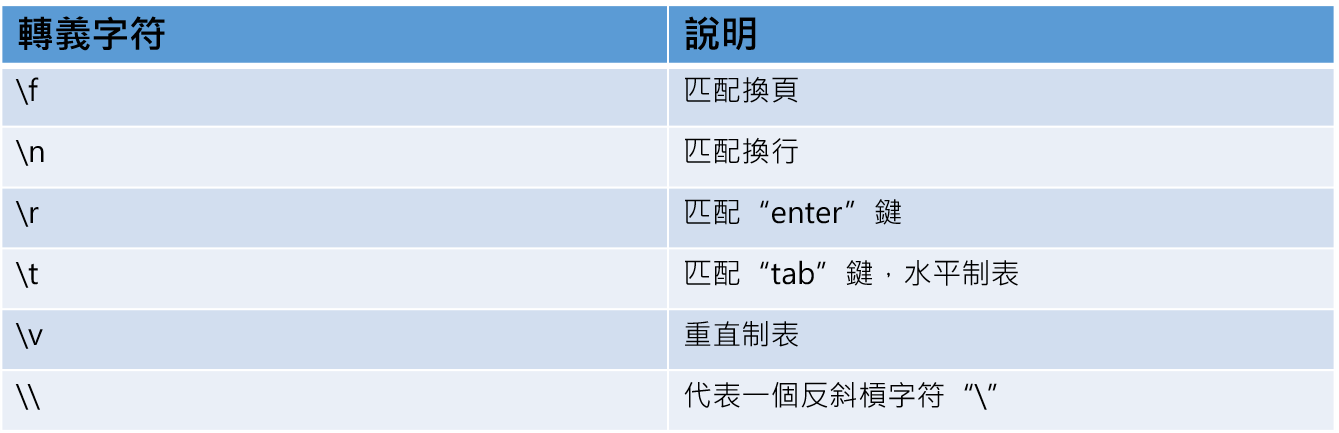 轉義字符 說明
\f 匹配換頁
\n 匹配換行
\r 匹配“enter”鍵
\t 匹配“tab”鍵，水平制表
\v 重直制表
\\ 代表一個反斜槓字符“\”